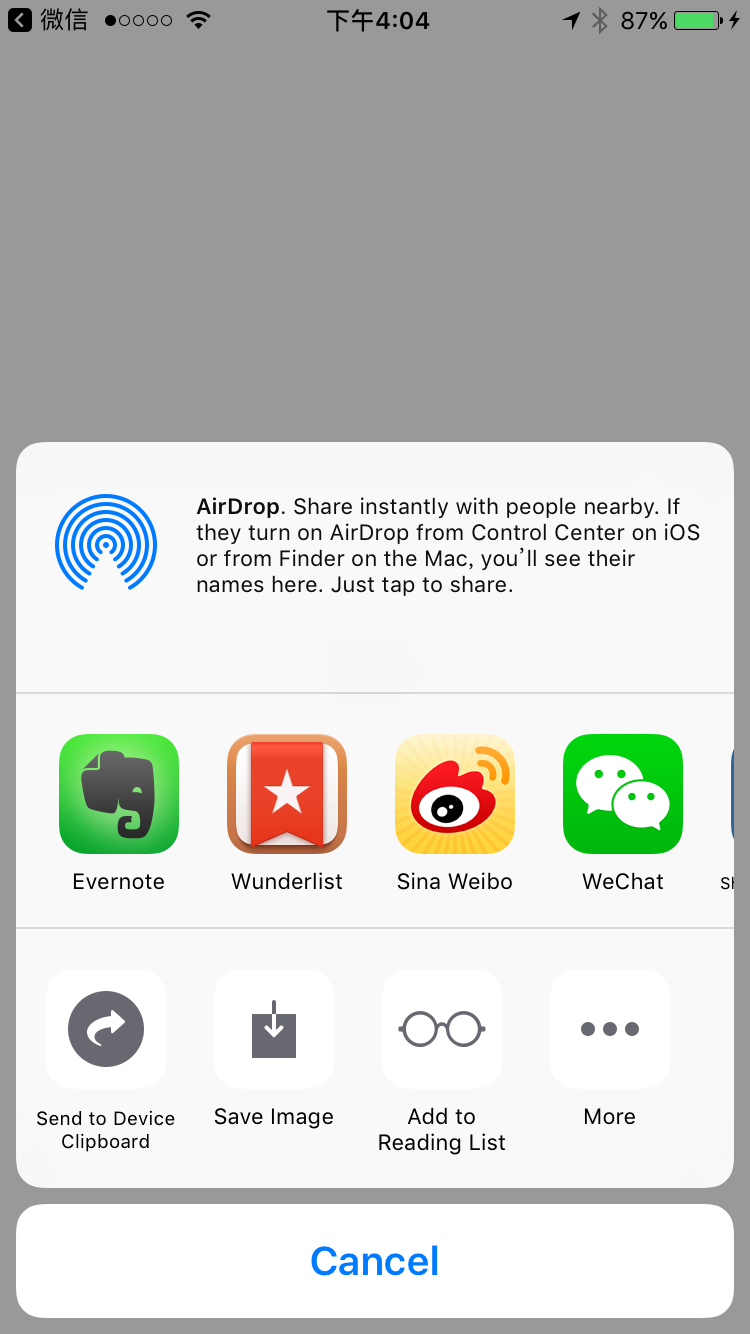 微信
下午4:04
87%
AirDrop. Share instantly with people nearby. If
they turn on AirDrop from Control Center on iOS
or from Finder on the Mac, you’ll see their
names here. Just tap to share.
Evernote
Wunderlist
Sina Weibo
WeChat
Send to Device
Clipboard
Save Image
Add to
Reading List
More
Cancel